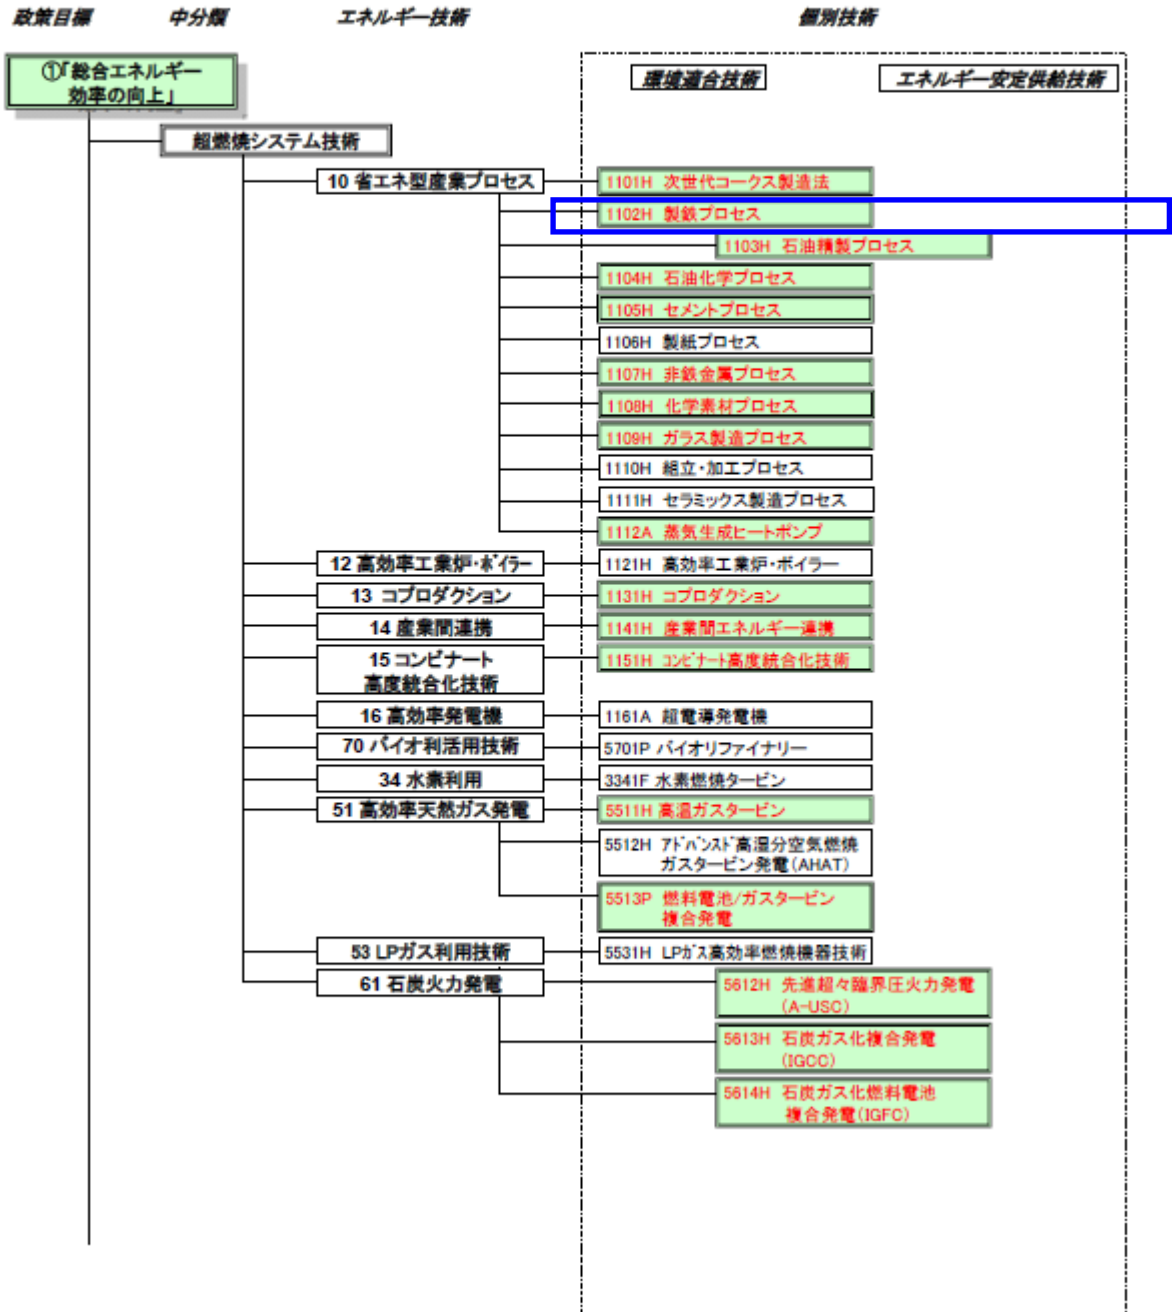 政策目標 中分類 エネルギー技術 個別技術
①「総合エネルギー
効率の向上」
環境適合技術 エネルギー安定供給技術
超燃焼システム技術
10 省エネ型産業プロセス 1101H 次世代コークス製造法
1102H 製鉄プロセス
1103H 石油精製プロセス
1104H 石油化学プロセス
1105H セメントプロセス
1106H 製紙プロセス
1107H 非鉄金属プロセス
1108H 化学素材プロセス
1109H ガラス製造プロセス
1110H 組立・加工プロセス
1111H セラミックス製造プロセス
1112A 蒸気生成ヒートポンプ
12 高効率工業炉・ボイラー 1121H 高効率工業炉・ボイラー
13 コプロダクション 1131H コプロダクション
14 産業間連携 1141H 産業間エネルギー連携
15 コンビナート
高度統合化技術
1151H コンビナート高度統合化技術
16 高効率発電機 1161A 超電導発電機
70 バイオ利活用技術 5701P バイオリファイナリー
34 水素利用 3341F 水素燃焼タービン
51 高効率天然ガス発電 5511H 高温ガスタービン
5512H アドバンスド高湿分空気燃焼
ガスタービン発電(AHAT)
5513P 燃料電池/ガスタービン
複合発電
53 LPガス利用技術 5531H LPガス高効率燃焼機器技術
61 石炭火力発電 5612H 先進超々臨界圧火力発電
(A-USC)
5613H 石炭ガス化複合発電
(IGCC)
5614H 石炭ガス化燃料電池
複合発電(IGFC)